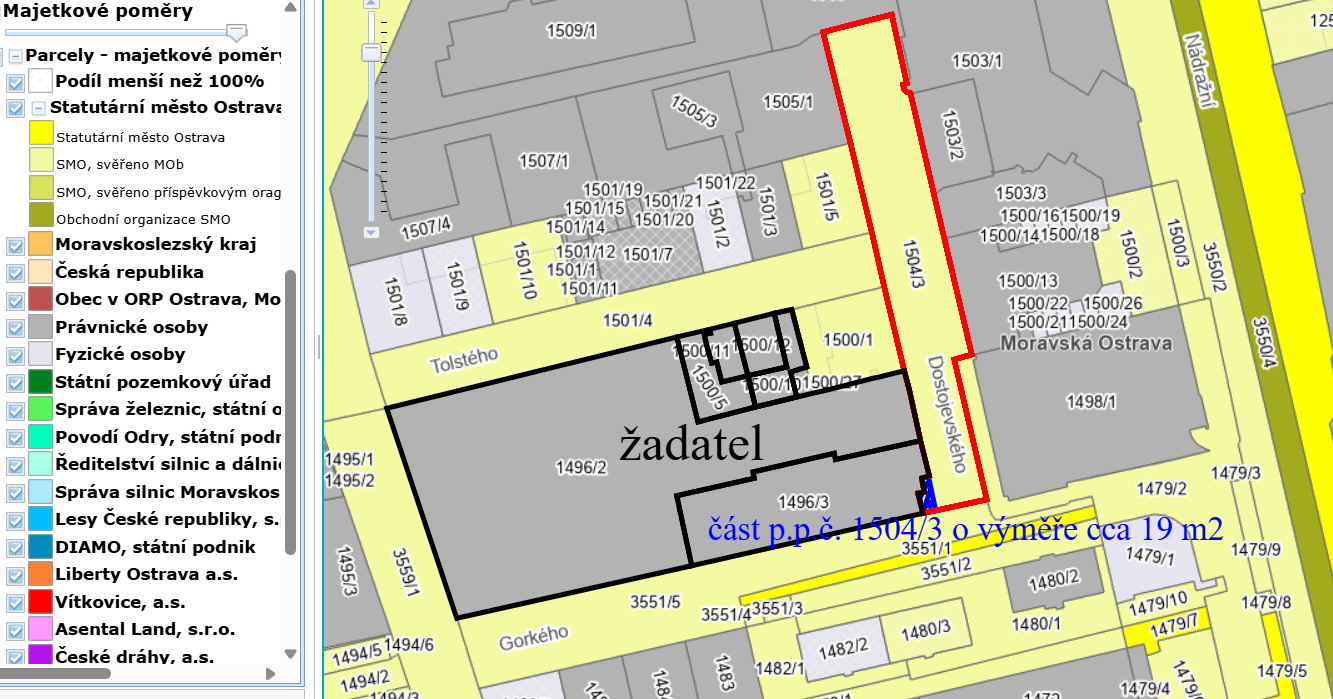 Majetkové poměry
Parcely - majetkové poměry
Podíl menší než 100%
Statutární město Ostrava
Statutární město Ostrava
SMO, svěřeno MOb
SMO, svěřeno příspěvkovým orag
Obchodní organizace SMO
Moravskoslezský kraj
Česká republika
Obec v ORP Ostrava, Mo
Právnické osoby
Fyzické osoby
Státní pozemkový úřad
Správa železnic, státní o
Povodí Odry, státní podr
Ředitelství silnic a dálnic
Správa silnic Moravskos
Lesy České republiky, s.
DIAMO, státní podnik
Liberty Ostrava a.s.
Vítkovice, a.s.
Asental Land, s.r.o.
České dráhy, a.s.
1509/1
1503/1
Nádražní
1505/1
1505/3
1503/2
1507/1
1501/19
1501/22
1501/21
1501/15
1501/20
1501/14
1501/2
1501/3
1501/5
1503/3
1500/16
1500/19
1500/14
1500/18
1507/4
1501/12
1501/7
1501/1
1501/11
1501/10
1501/9
1501/8
1504/3
1500/2
1500/3
3550/2
1500/13
1500/22
1500/26
1500/24
1501/4
Moravská Ostrava
3550/4
Tolstého
1500/11
1500/12
1500/1
1500/5
1500/10
1500/27
Dostojevského
1498/1
žadatel
1495/1
1495/2
1496/2
1496/3
1479/3
1479/2
část p.p č. 1504/3 o výměře cca 19 m2
1495/3
3559/1
3551/1
3551/2
1479/1
1479/9
1480/2
3551/5
3551/4
3551/3
1479/10
1479/8
1479/7
1480/1
1480/3
1482/2
Gorkého
1494/6
1494/5
1494/2
1494/3
1483
1482/1
1479/5
1479/4